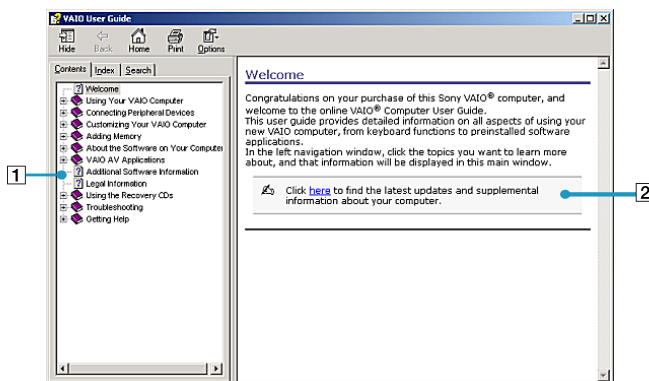 VAIO User Guide
Hide Back Home Print Options
Contents Index Search
Welcome
Using Your VAIO Computer
Connecting Peripheral Devices
Customizing Your VAIO Computer
Adding Memory
About the Software on Your Computer
VAIO AV Applications
Additional Software Information
Legal Information
Using the Recovery CDs
Troubleshooting
Getting Help
1
Welcome
Congratulations on your purchase of this Sony VAIO® computer, and
welcome to the online VAIO® Computer User Guide.
This user guide provides detailed information on all aspects of using your
new VAIO computer, from keyboard functions to preinstalled software
applications.
In the left navigation window, click the topics you want to learn more
about, and that information will be displayed in this main window.
Click here to find the latest updates and supplemental
information about your computer.
2